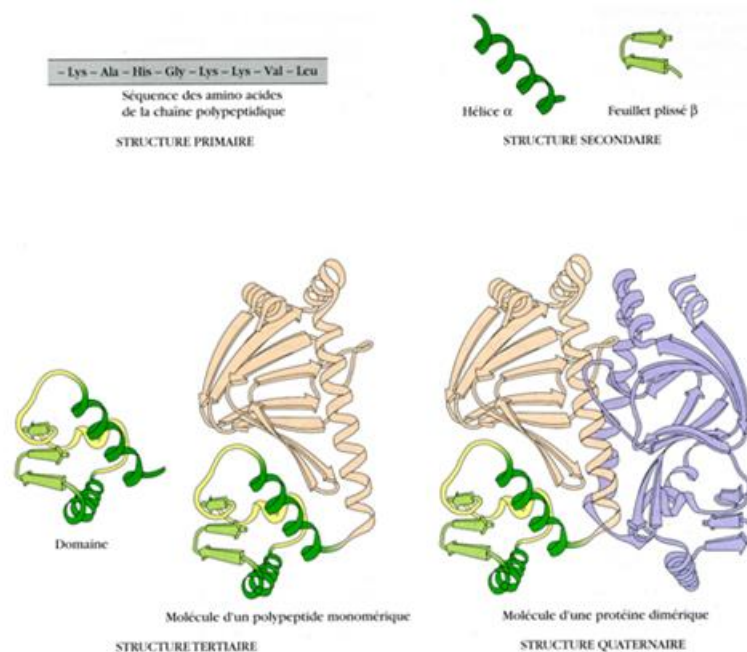 – Lys – Ala – His – Gly – Lys – Lys – Val – Leu
Séquence des amino acides
de la chaîne polypeptidique
STRUCTURE PRIMAIRE
Hélice α
Feuillet plissé β
STRUCTURE SECONDAIRE
Domaine
Molécule d'un polypeptide monomérique
STRUCTURE TERTIAIRE
Molécule d'une protéine dimérique
STRUCTURE QUATERNAIRE